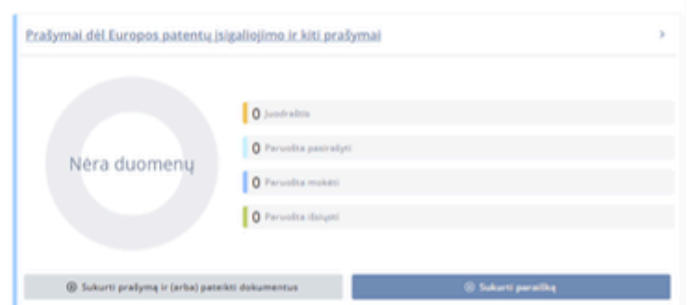 Prašymai dėl Europos patentų įsigaliojimo ir kiti prašymai
Nėra duomenų
0 Juodraštis
0 Paruošta pasirašyti
0 Paruošta mokėti
0 Paruošta išsiųsti
Sukurti prašymą ir (arba) pateikti dokumentus
Sukurti paraišką